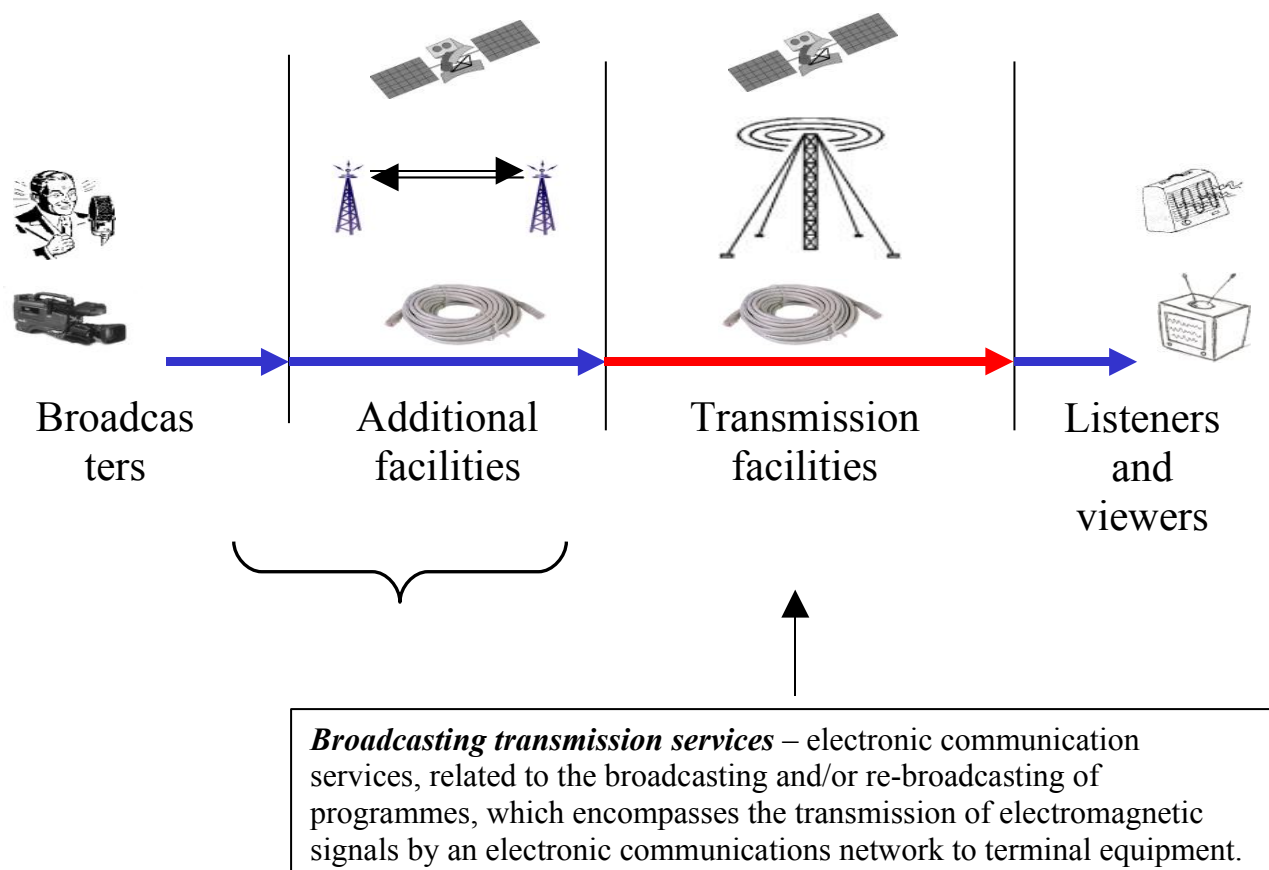 Broadcas
ters
Additional
facilities
Transmission
facilities
Listeners
and
viewers
Broadcasting transmission services – electronic communication
services, related to the broadcasting and/or re-broadcasting of
programmes, which encompasses the transmission of electromagnetic
signals by an electronic communications network to terminal equipment.